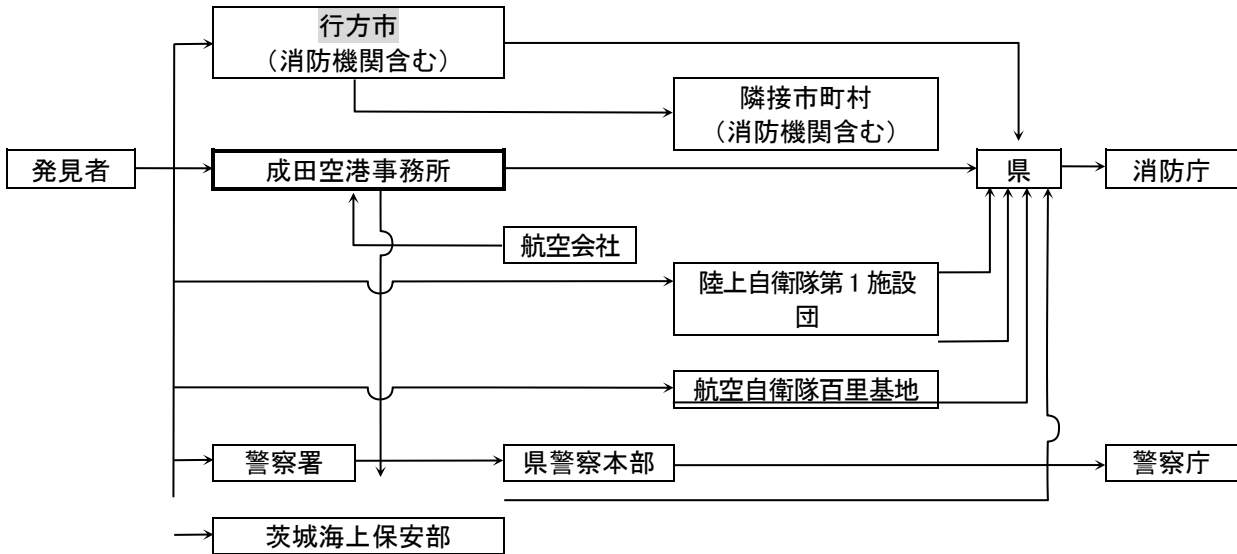 行方市
（消防機関含む）
隣接市町村
（消防機関含む）
発見者
成田空港事務所
県
消防庁
航空会社
陸上自衛隊第１施設
団
航空自衛隊百里基地
警察署
県警察本部
警察庁
茨城海上保安部